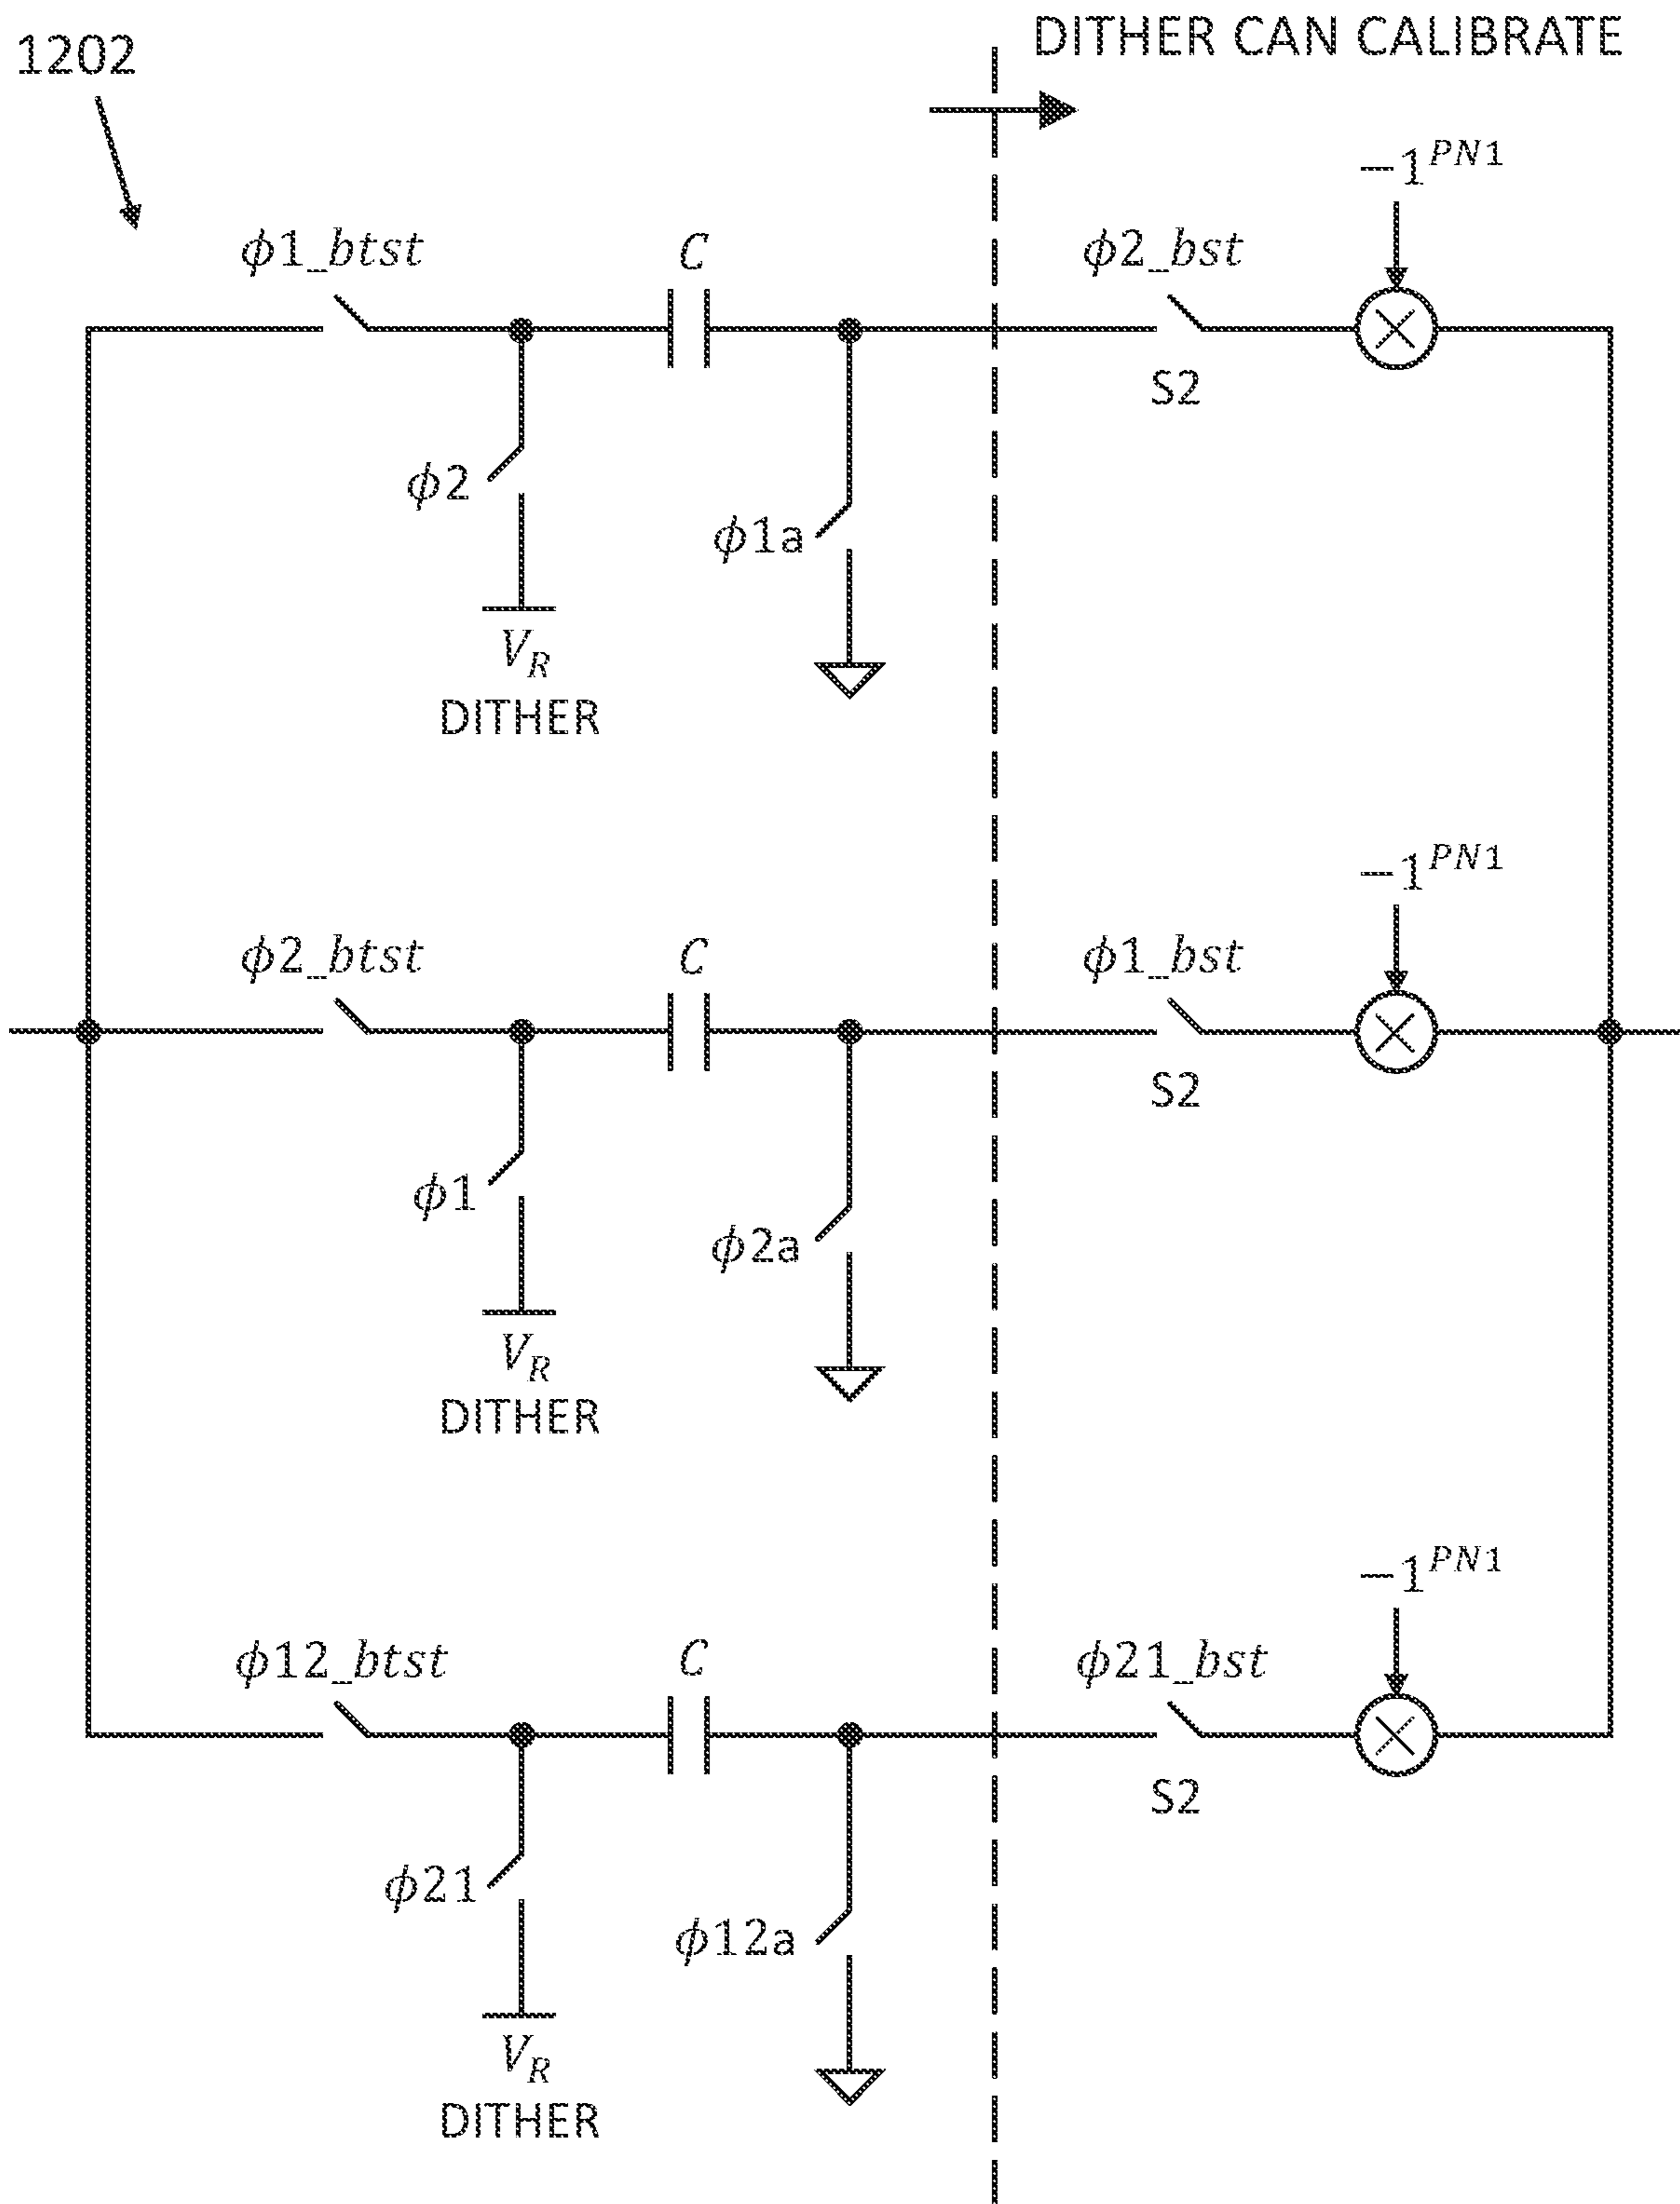 DITHER CAN CALIBRATE
1202
−1^PN1
ϕ1_btst
C
ϕ2_bst
S2
ϕ2
ϕ1a
V_R
DITHER
−1^PN1
ϕ2_btst
C
ϕ1_bst
S2
ϕ1
ϕ2a
V_R
DITHER
−1^PN1
ϕ12_btst
C
ϕ21_bst
S2
ϕ21
ϕ12a
V_R
DITHER